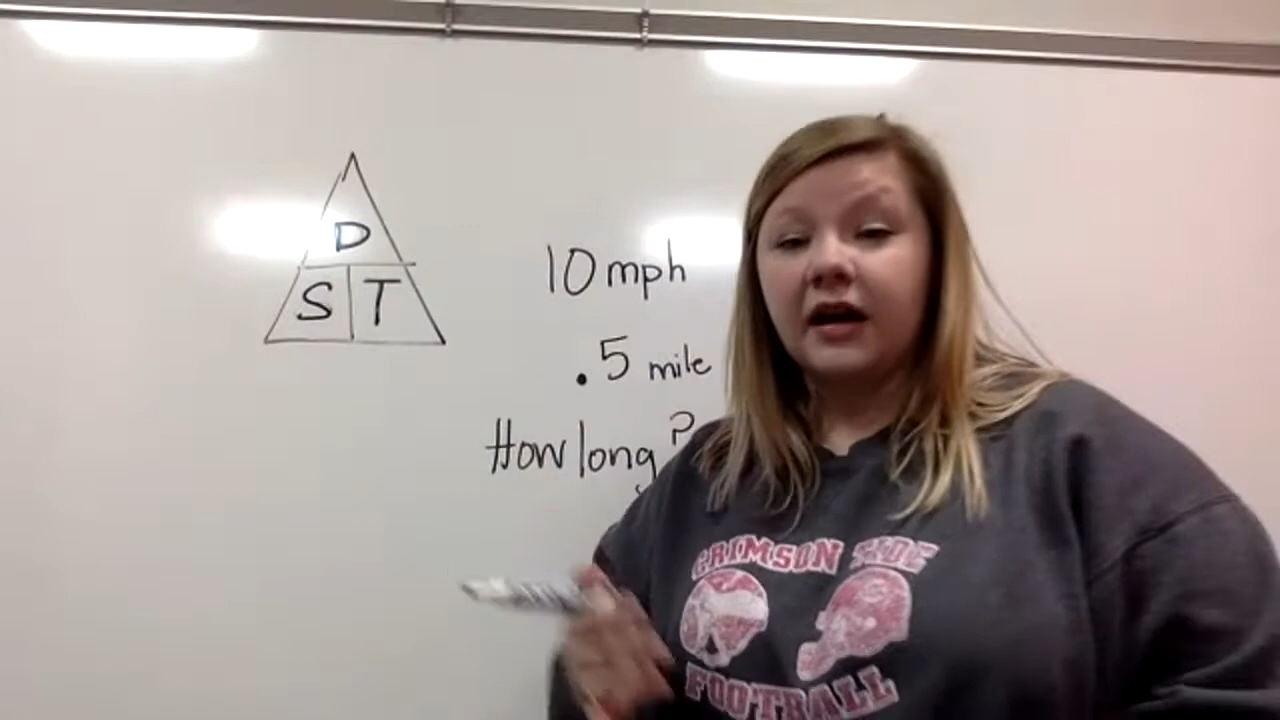 D
S T
10 mph
.5 mile
How long ?
CRIMSON TIDE
FOOTBALL